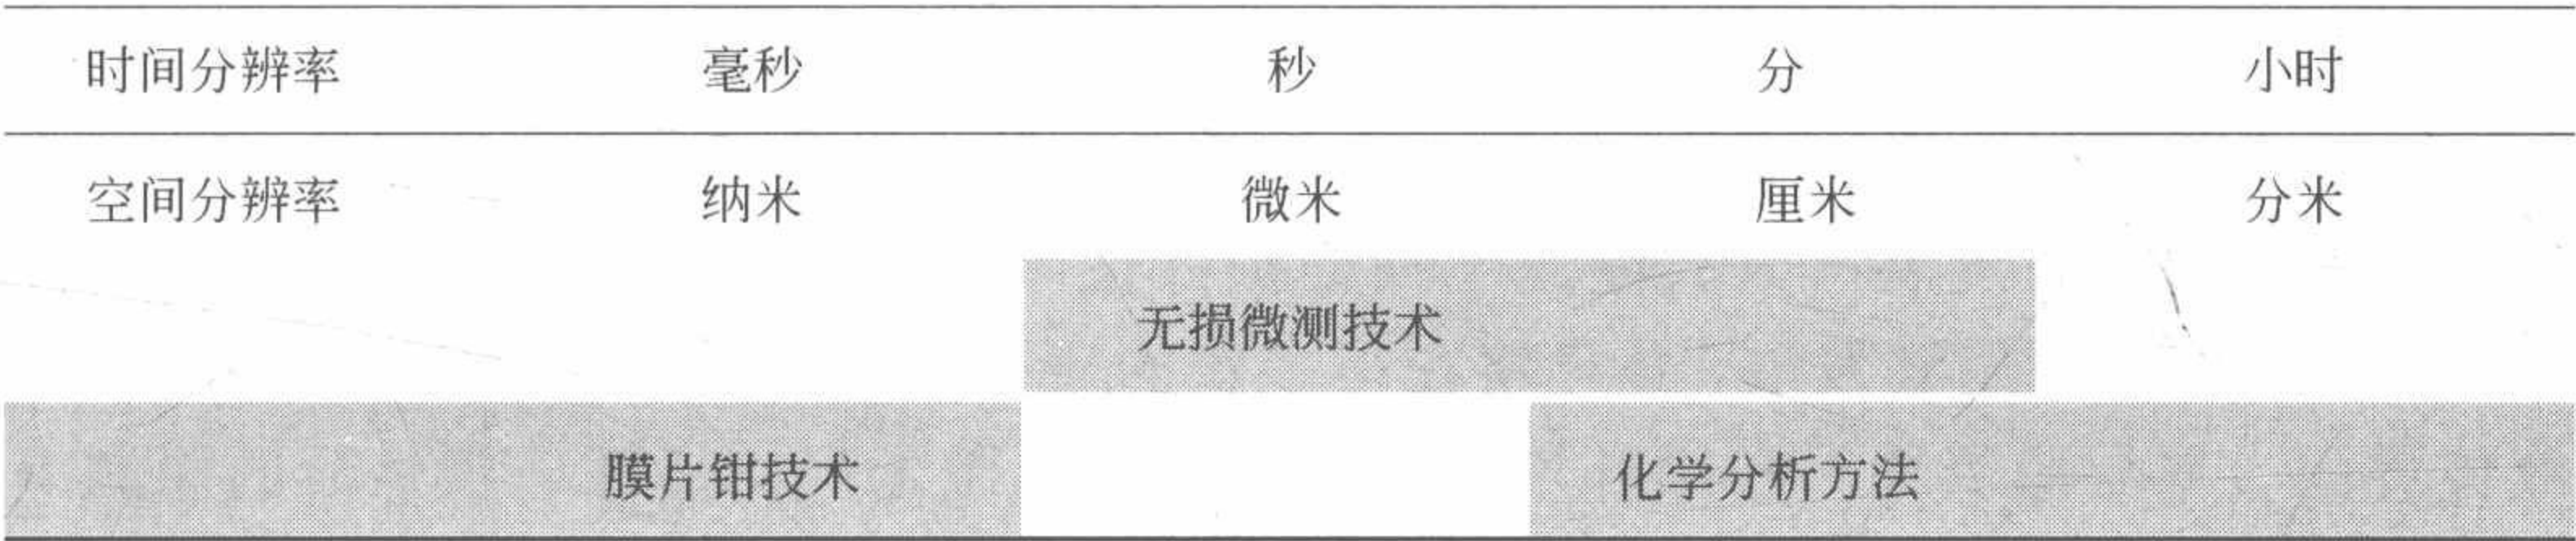 时间分辨率 毫秒 秒 分 小时
空间分辨率 纳米 微米 厘米 分米
无损微测技术
膜片钳技术 化学分析方法